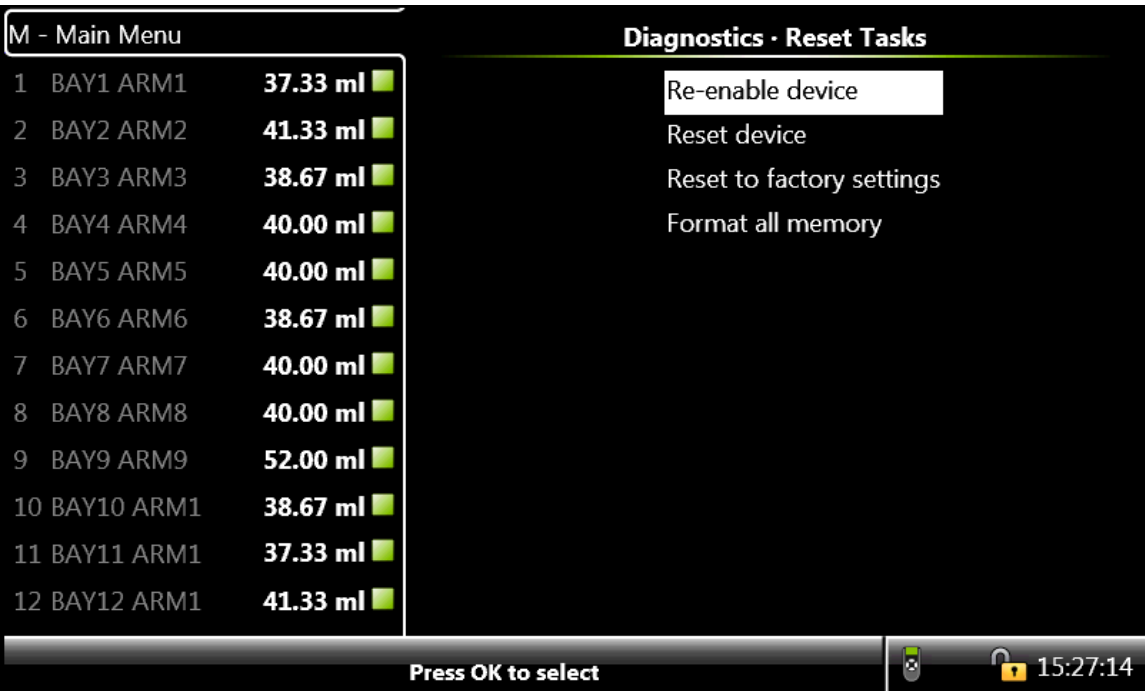 M - Main Menu
1 BAY1 ARM1 37.33 ml
2 BAY2 ARM2 41.33 ml
3 BAY3 ARM3 38.67 ml
4 BAY4 ARM4 40.00 ml
5 BAY5 ARM5 40.00 ml
6 BAY6 ARM6 38.67 ml
7 BAY7 ARM7 40.00 ml
8 BAY8 ARM8 40.00 ml
9 BAY9 ARM9 52.00 ml
10 BAY10 ARM1 38.67 ml
11 BAY11 ARM1 37.33 ml
12 BAY12 ARM1 41.33 ml
Diagnostics · Reset Tasks
Re-enable device
Reset device
Reset to factory settings
Format all memory
Press OK to select
15:27:14